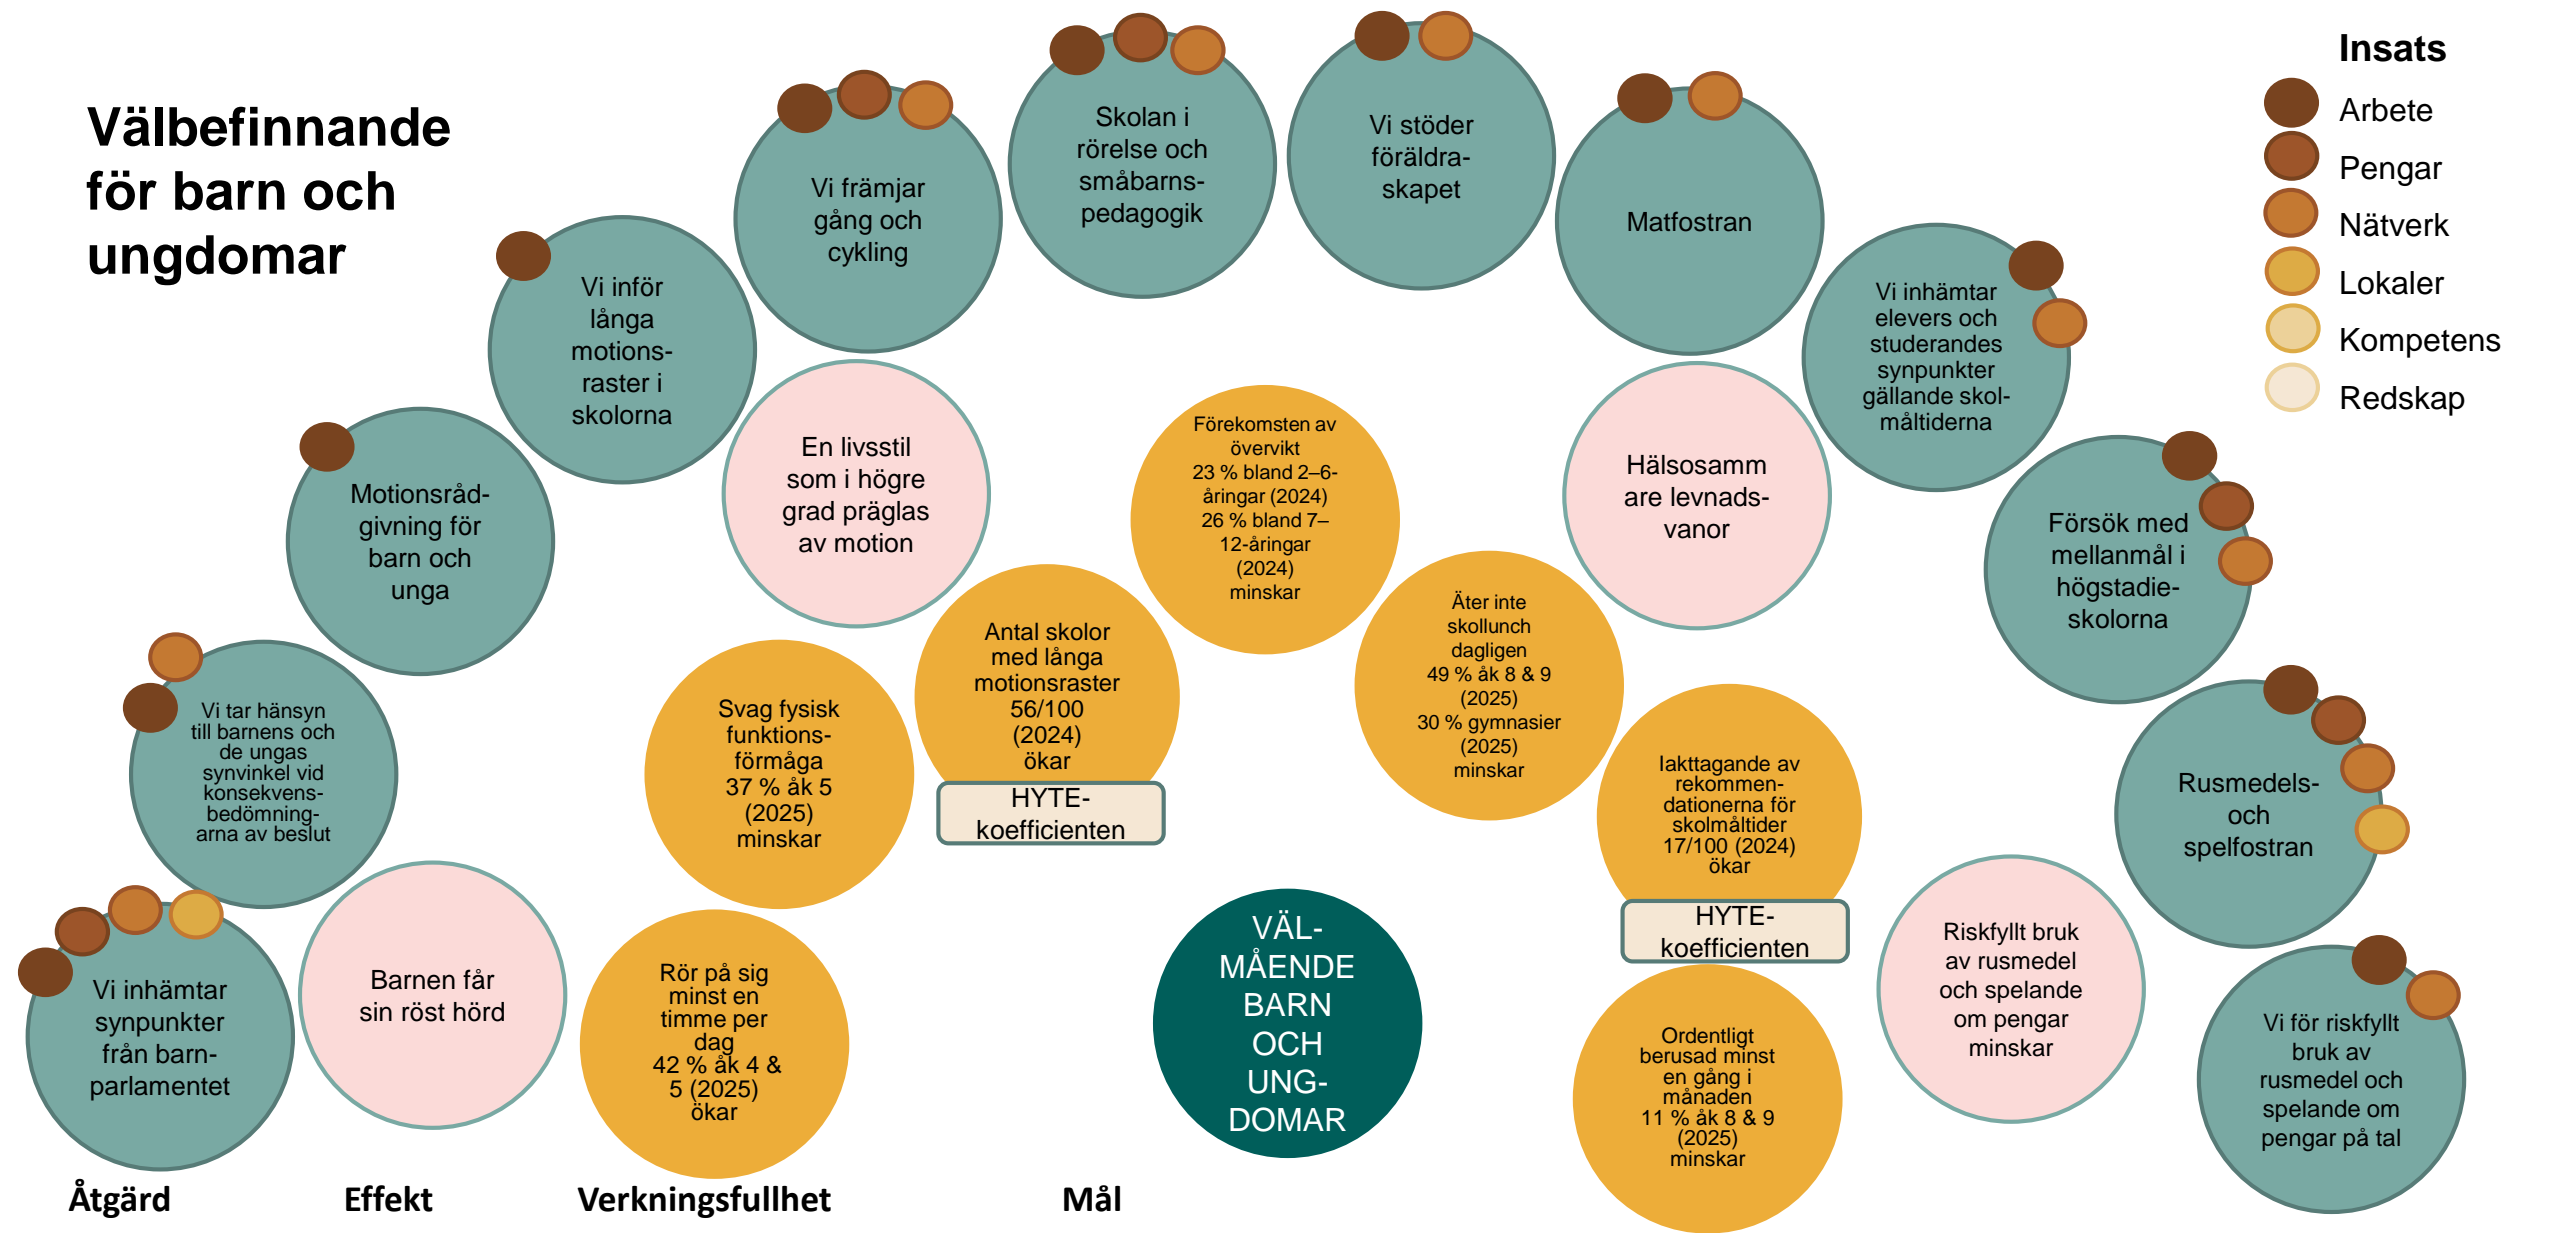 Välbefinnande
för barn och
ungdomar
Insats
Arbete
Pengar
Nätverk
Lokaler
Kompetens
Redskap
Vi inhämtar
synpunkter
från barn-
parlamentet
Vi tar hänsyn
till barnens och
de ungas
synvinkel vid
konsekvens-
bedömning-
arna av beslut
Motionsråd-
givning för
barn och
unga
Vi inför
långa
motions-
raster i
skolorna
Vi främjar
gång och
cykling
Skolan i
rörelse och
småbarns-
pedagogik
Vi stöder
föräldra-
skapet
Matfostran
Vi inhämtar
elevers och
studerandes
synpunkter
gällande skol-
måltiderna
Försök med
mellanmål i
högstadie-
skolorna
Rusmedels-
och
spelfostran
Vi för riskfyllt
bruk av
rusmedel och
spelande om
pengar på tal
Barnen får
sin röst hörd
En livsstil
som i högre
grad präglas
av motion
Hälsosamm
are levnads-
vanor
Riskfyllt bruk
av rusmedel
och spelande
om pengar
minskar
Rör på sig
minst en
timme per
dag
42 % åk 4 &
5 (2025)
ökar
Svag fysisk
funktions-
förmåga
37 % åk 5
(2025)
minskar
Antal skolor
med långa
motionsraster
56/100
(2024)
ökar
HYTE-
koefficienten
Förekomsten av
övervikt
23 % bland 2–6-
åringar (2024)
26 % bland 7–
12-åringar
(2024)
minskar
Äter inte
skollunch
dagligen
49 % åk 8 & 9
(2025)
30 % gymnasier
(2025)
minskar
Iakttagande av
rekommen-
dationerna för
skolmåltider
17/100 (2024)
ökar
HYTE-
koefficienten
Ordentligt
berusad minst
en gång i
månaden
11 % åk 8 & 9
(2025)
minskar
VÄL-
MÅENDE
BARN
OCH
UNG-
DOMAR
Åtgärd
Effekt
Verkningsfullhet
Mål